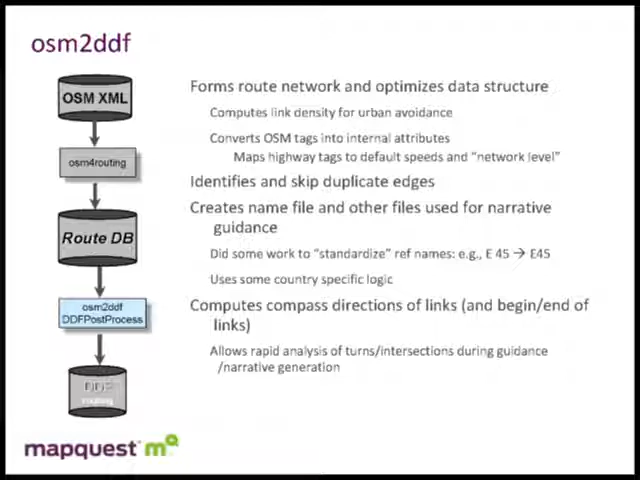 osm2ddf
OSM XML
osm4routing
Route DB
osm2ddf
DDFPostProcess
routing
Forms route network and optimizes data structure
Computes link density for urban avoidance
Converts OSM tags into internal attributes
Maps highway tags to default speeds and “network level”
Identifies and skip duplicate edges
Creates name file and other files used for narrative
guidance
Did some work to “standardize” ref names: e.g., E 45 → E45
Uses some country specific logic
Computes compass directions of links (and begin/end of
links)
Allows rapid analysis of turns/intersections during guidance
/narrative generation
mapquest m